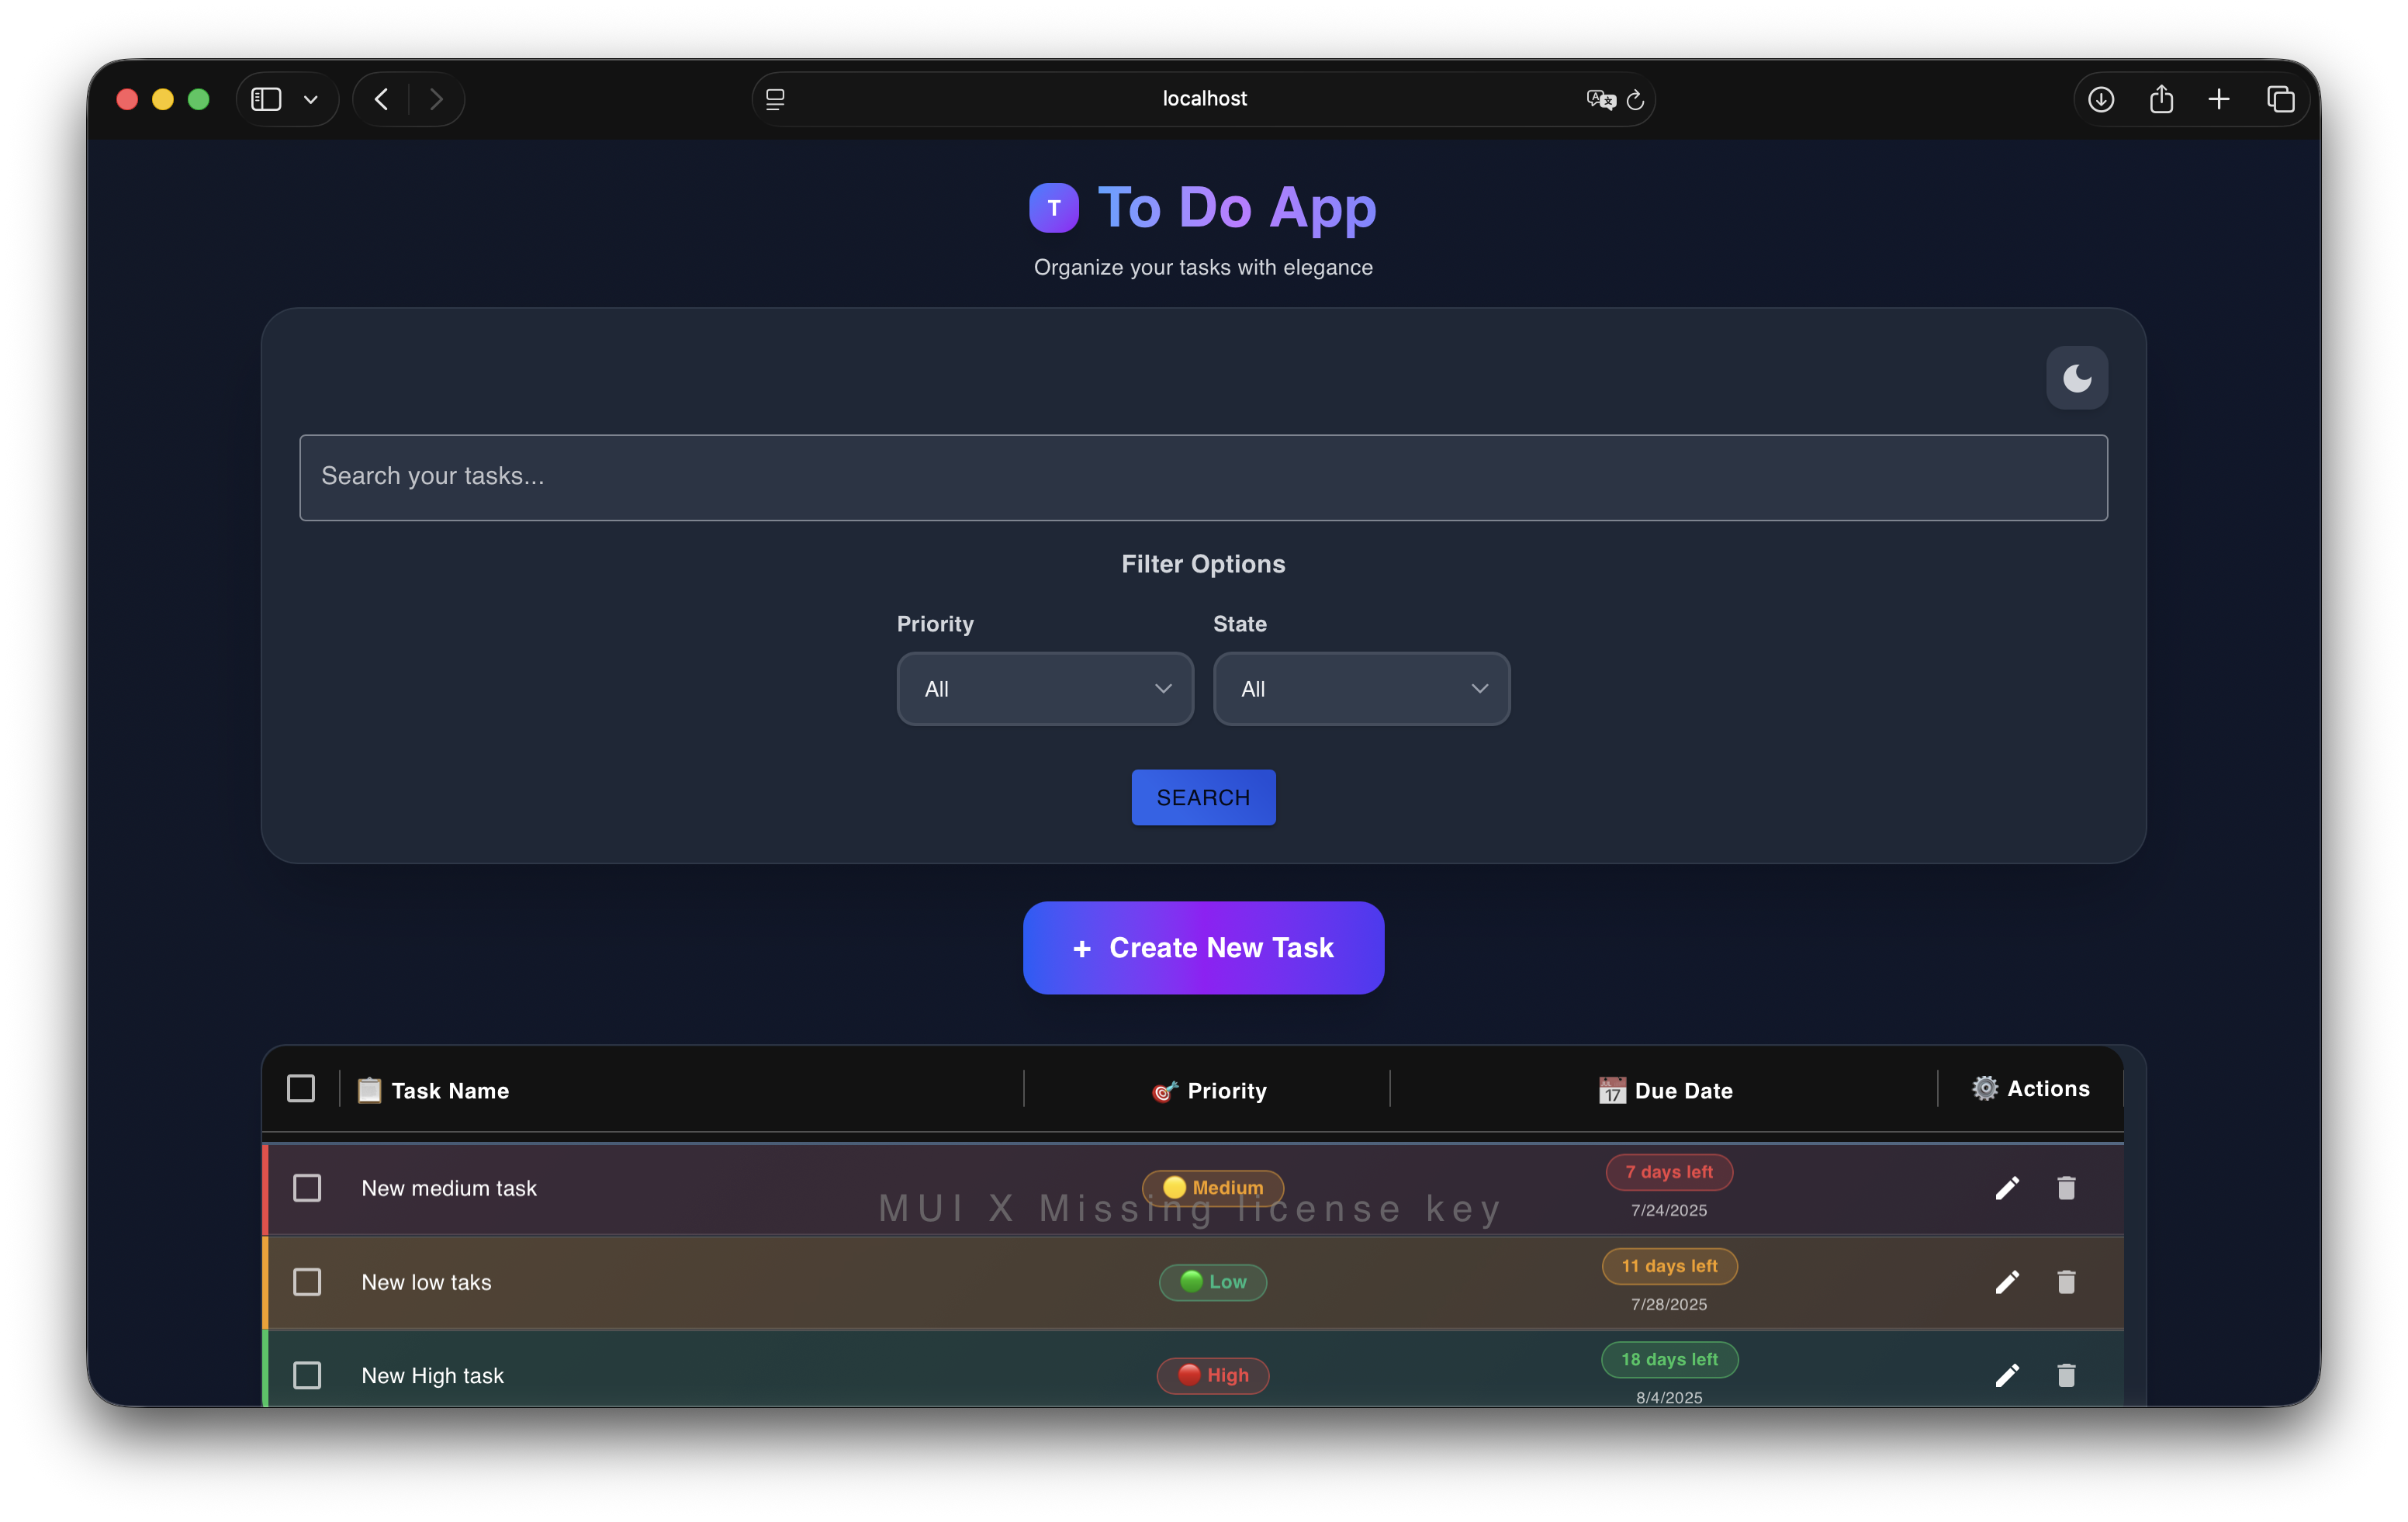 localhost
T To Do App
Organize your tasks with elegance
Search your tasks...
Filter Options
Priority State
All All
SEARCH
+ Create New Task
Task Name Priority 17 Due Date Actions
New medium task Medium 7 days left
7/24/2025
MUI X Missing license key
New low taks Low 11 days left
7/28/2025
New High task High 18 days left
8/4/2025